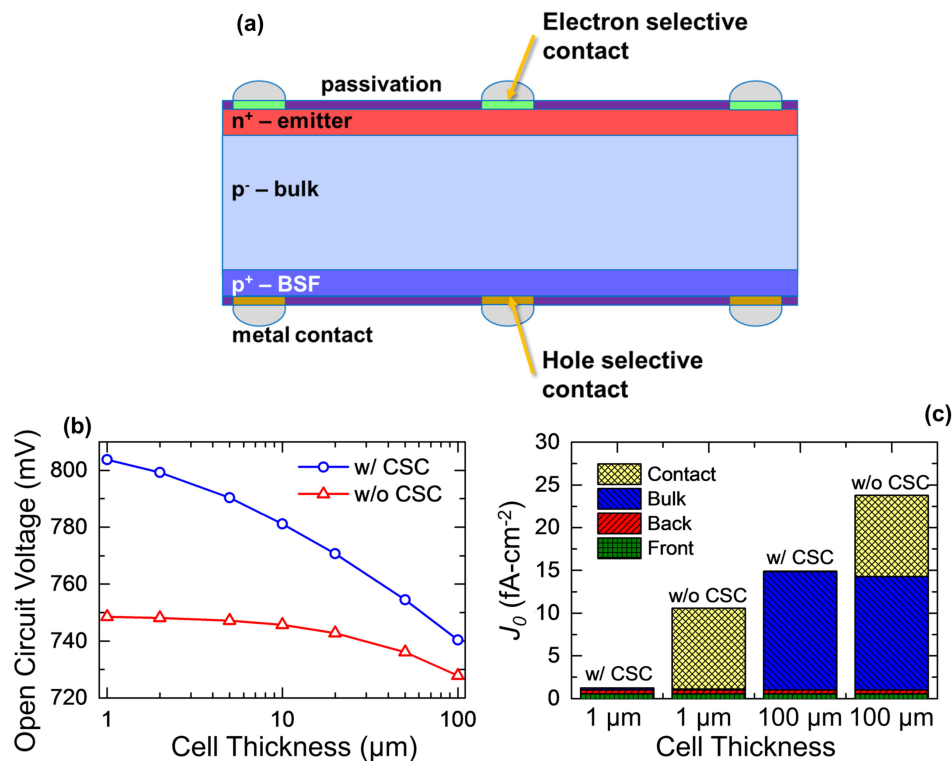 (a)
Electron selective
contact
passivation
n⁺ – emitter
p⁻ – bulk
p⁺ – BSF
metal contact
Hole selective
contact
(b)
Open Circuit Voltage (mV)
800
780
760
740
720
w/ CSC
w/o CSC
1
10
100
Cell Thickness (µm)
(c)
J₀ (fA-cm⁻²)
30
25
20
15
10
5
0
Contact
Bulk
Back
Front
w/ CSC
w/o CSC
w/ CSC
w/o CSC
1 µm
1 µm
100 µm
100 µm
Cell Thickness